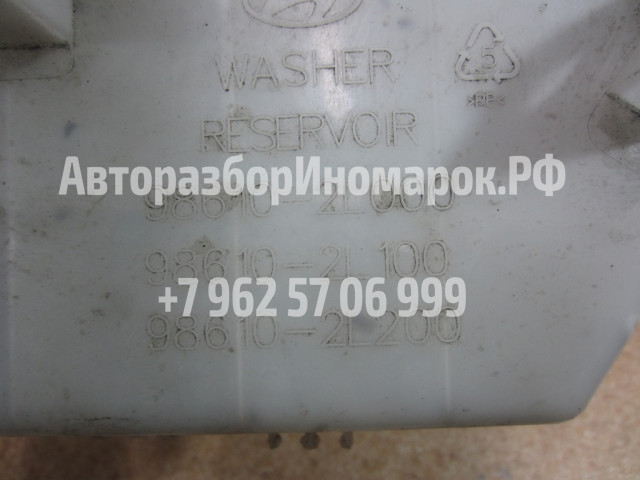 WASHER
5
>PP<
RESERVOIR
АвторазборИномарок.РФ
98610-2L000
98610-2L100
+7 962 57 06 999
98610-2L200